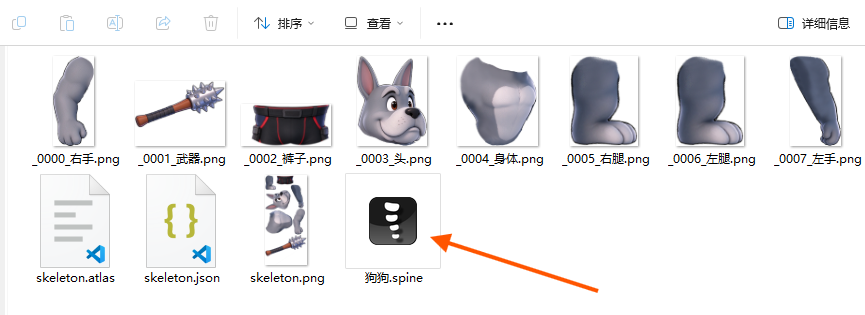 排序
查看
详细信息
_0000_右手.png
_0001_武器.png
_0002_裤子.png
_0003_头.png
_0004_身体.png
_0005_右腿.png
_0006_左腿.png
_0007_左手.png
skeleton.atlas
skeleton.json
skeleton.png
狗狗.spine